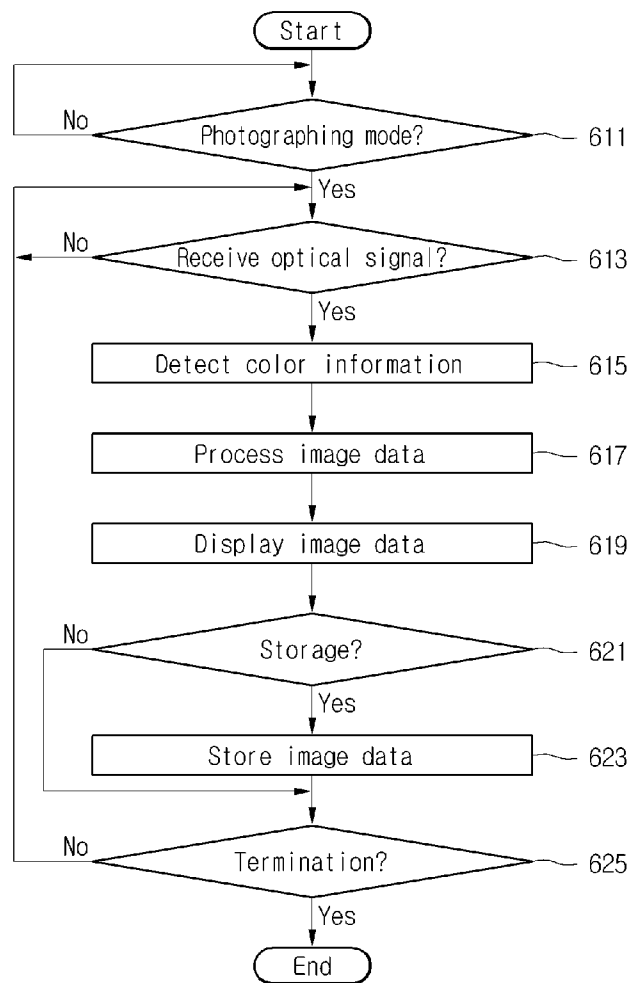 Start
No
Photographing mode?
611
Yes
No
Receive optical signal?
613
Yes
Detect color information
615
Process image data
617
Display image data
619
No
Storage?
621
Yes
Store image data
623
No
Termination?
625
Yes
End